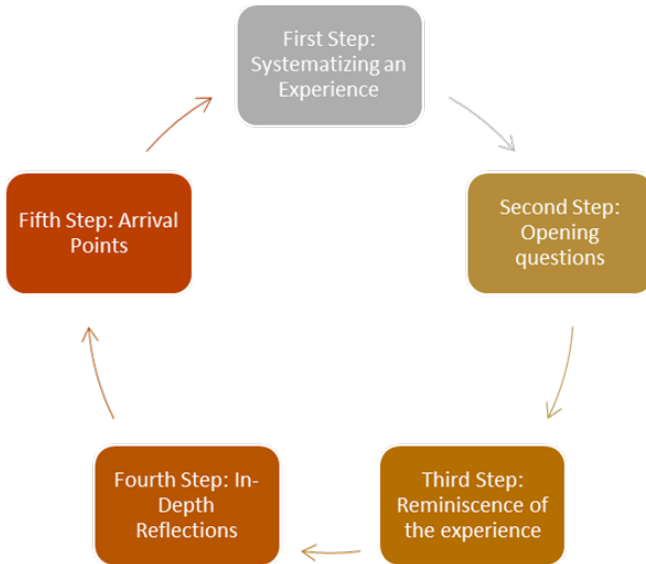 First Step:
Systematizing an
Experience
Second Step:
Opening
questions
Third Step:
Reminiscence of
the experience
Fourth Step: In-
Depth
Reflections
Fifth Step: Arrival
Points